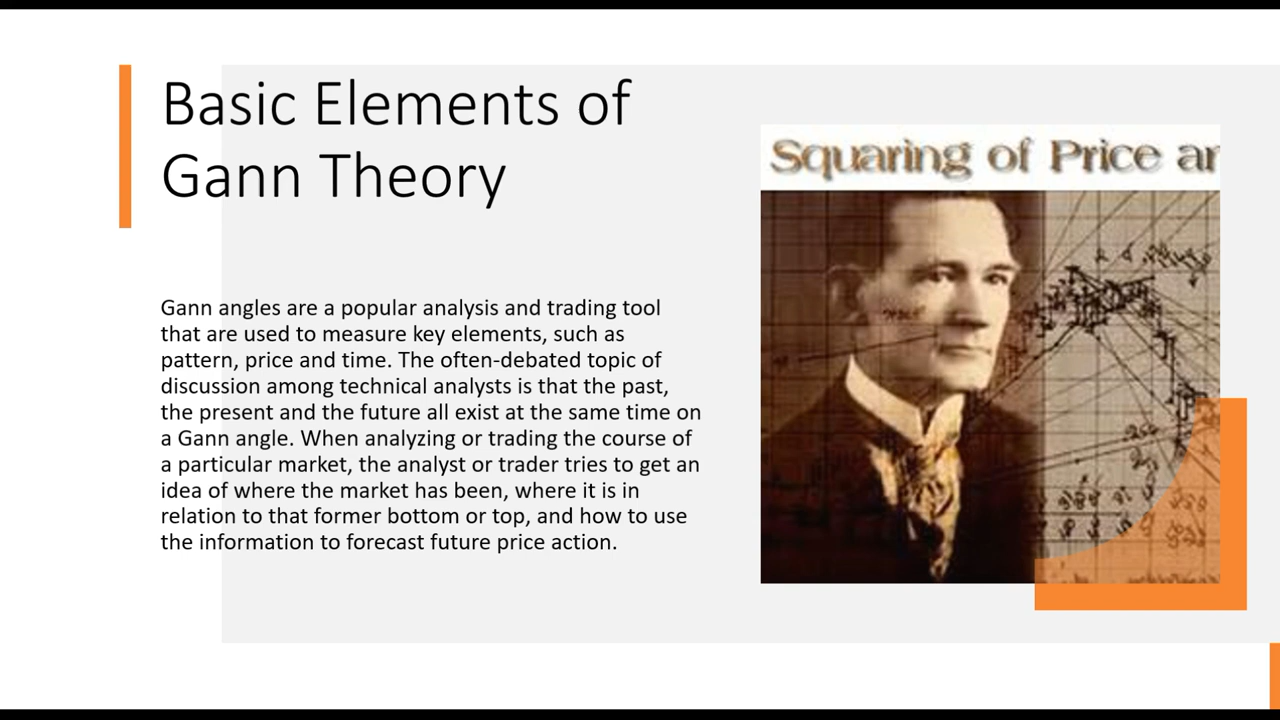 Basic Elements of
Gann Theory
Squaring of Price ar
Gann angles are a popular analysis and trading tool
that are used to measure key elements, such as
pattern, price and time. The often-debated topic of
discussion among technical analysts is that the past,
the present and the future all exist at the same time on
a Gann angle. When analyzing or trading the course of
a particular market, the analyst or trader tries to get an
idea of where the market has been, where it is in
relation to that former bottom or top, and how to use
the information to forecast future price action.